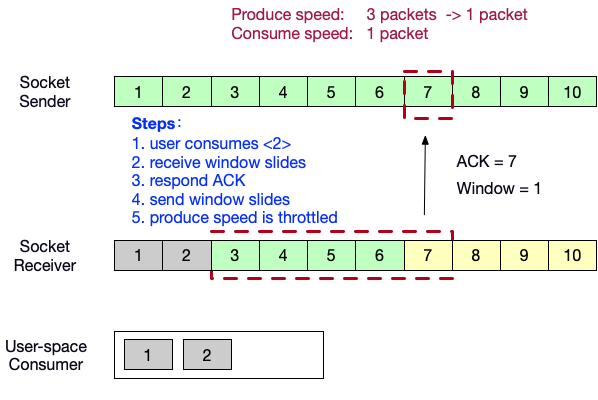 Produce speed: 3 packets -> 1 packet
Consume speed: 1 packet
Socket
Sender
1 2 3 4 5 6 7 8 9 10
Steps:
1. user consumes <2>
2. receive window slides
3. respond ACK
4. send window slides
5. produce speed is throttled
ACK = 7
Window = 1
Socket
Receiver
1 2 3 4 5 6 7 8 9 10
User-space
Consumer
1 2